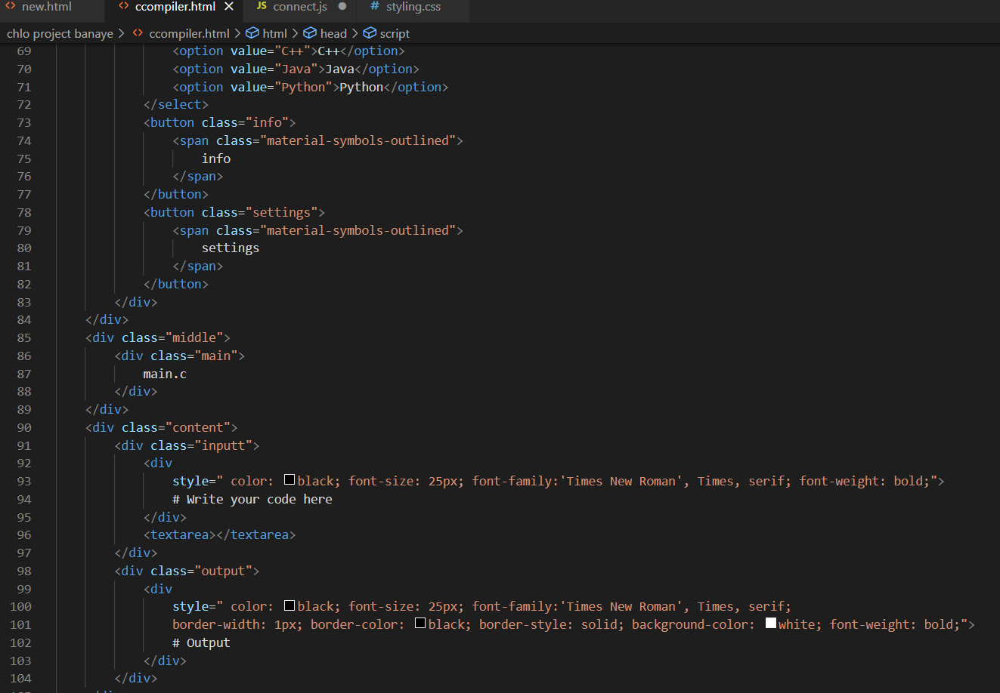 new.html ccompiler.html JS connect.js # styling.css
chlo project banaye ccompiler.html html head script
69 <option value="C++">C++</option>
70 <option value="Java">Java</option>
71 <option value="Python">Python</option>
72 </select>
73 <button class="info">
74 <span class="material-symbols-outlined">
75 info
76 </span>
77 </button>
78 <button class="settings">
79 <span class="material-symbols-outlined">
80 settings
81 </span>
82 </button>
83 </div>
84 </div>
85 <div class="middle">
86 <div class="main">
87 main.c
88 </div>
89 </div>
90 <div class="content">
91 <div class="inputt">
92 <div
93 style=" color: black; font-size: 25px; font-family:'Times New Roman', Times, serif; font-weight: bold;">
94 # Write your code here
95 </div>
96 <textarea></textarea>
97 </div>
98 <div class="output">
99 <div
100 style=" color: black; font-size: 25px; font-family:'Times New Roman', Times, serif;
101 border-width: 1px; border-color: black; border-style: solid; background-color: white; font-weight: bold;">
102 # Output
103 </div>
104 </div>